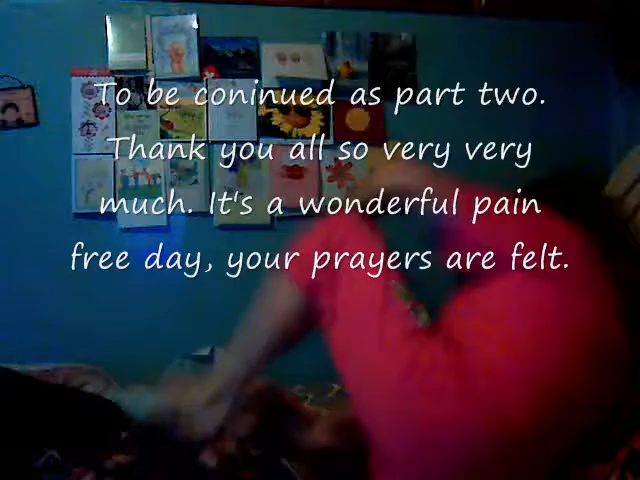 To be coninued as part two.
Thank you all so very very
much. It's a wonderful pain
free day, your prayers are felt.